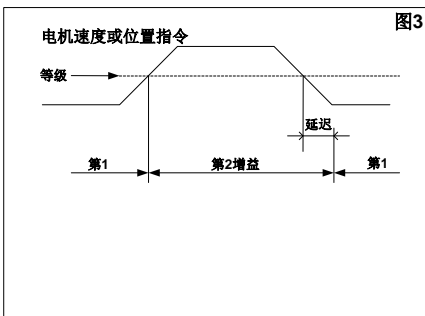 图3
电机速度或位置指令
等级
延迟
第1 第2增益 第1